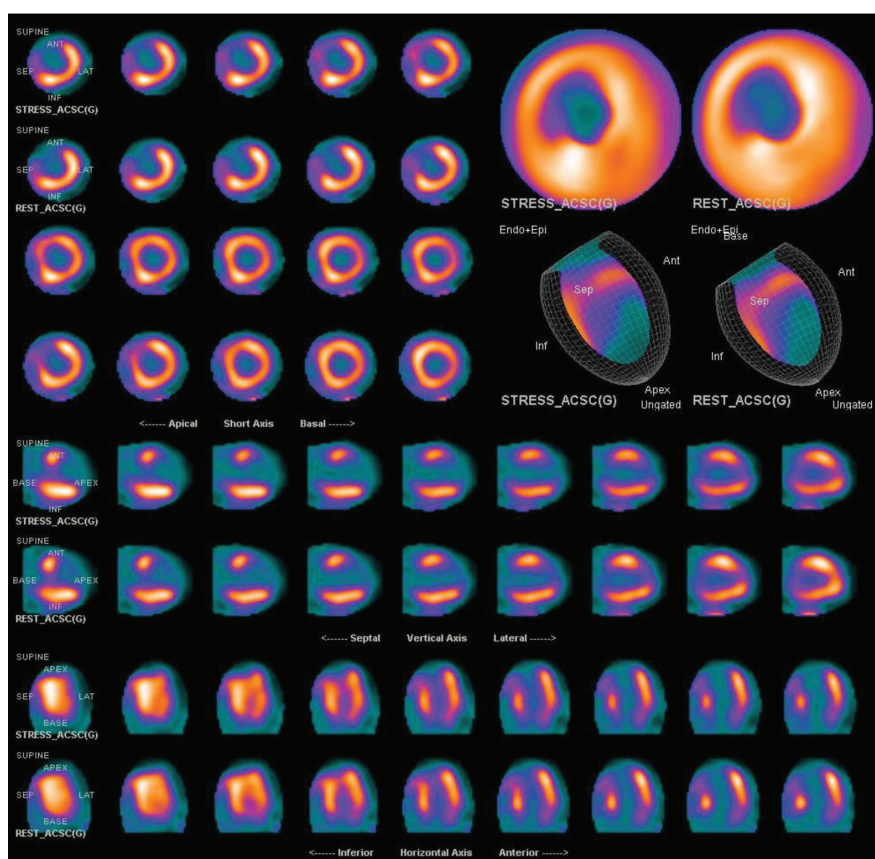 SUPINE
ANT
SEP LAT
INF
STRESS_ACSC(G)
SUPINE
ANT
SEP LAT
INF
REST_ACSC(G)
<------ Apical Short Axis Basal ------>
STRESS_ACSC(G) REST_ACSC(G)
Endo+Epi Endo+Epi
Base
Ant Ant
Sep Sep
Inf Inf
Apex Apex
Ungated Ungated
STRESS_ACSC(G) REST_ACSC(G)
SUPINE
ANT
BASE APEX
INF
STRESS_ACSC(G)
SUPINE
ANT
BASE APEX
INF
REST_ACSC(G)
<------ Septal Vertical Axis Lateral ------>
SUPINE
APEX
SEP LAT
BASE
STRESS_ACSC(G)
SUPINE
APEX
SEP LAT
BASE
REST_ACSC(G)
<------ Inferior Horizontal Axis Anterior ------>